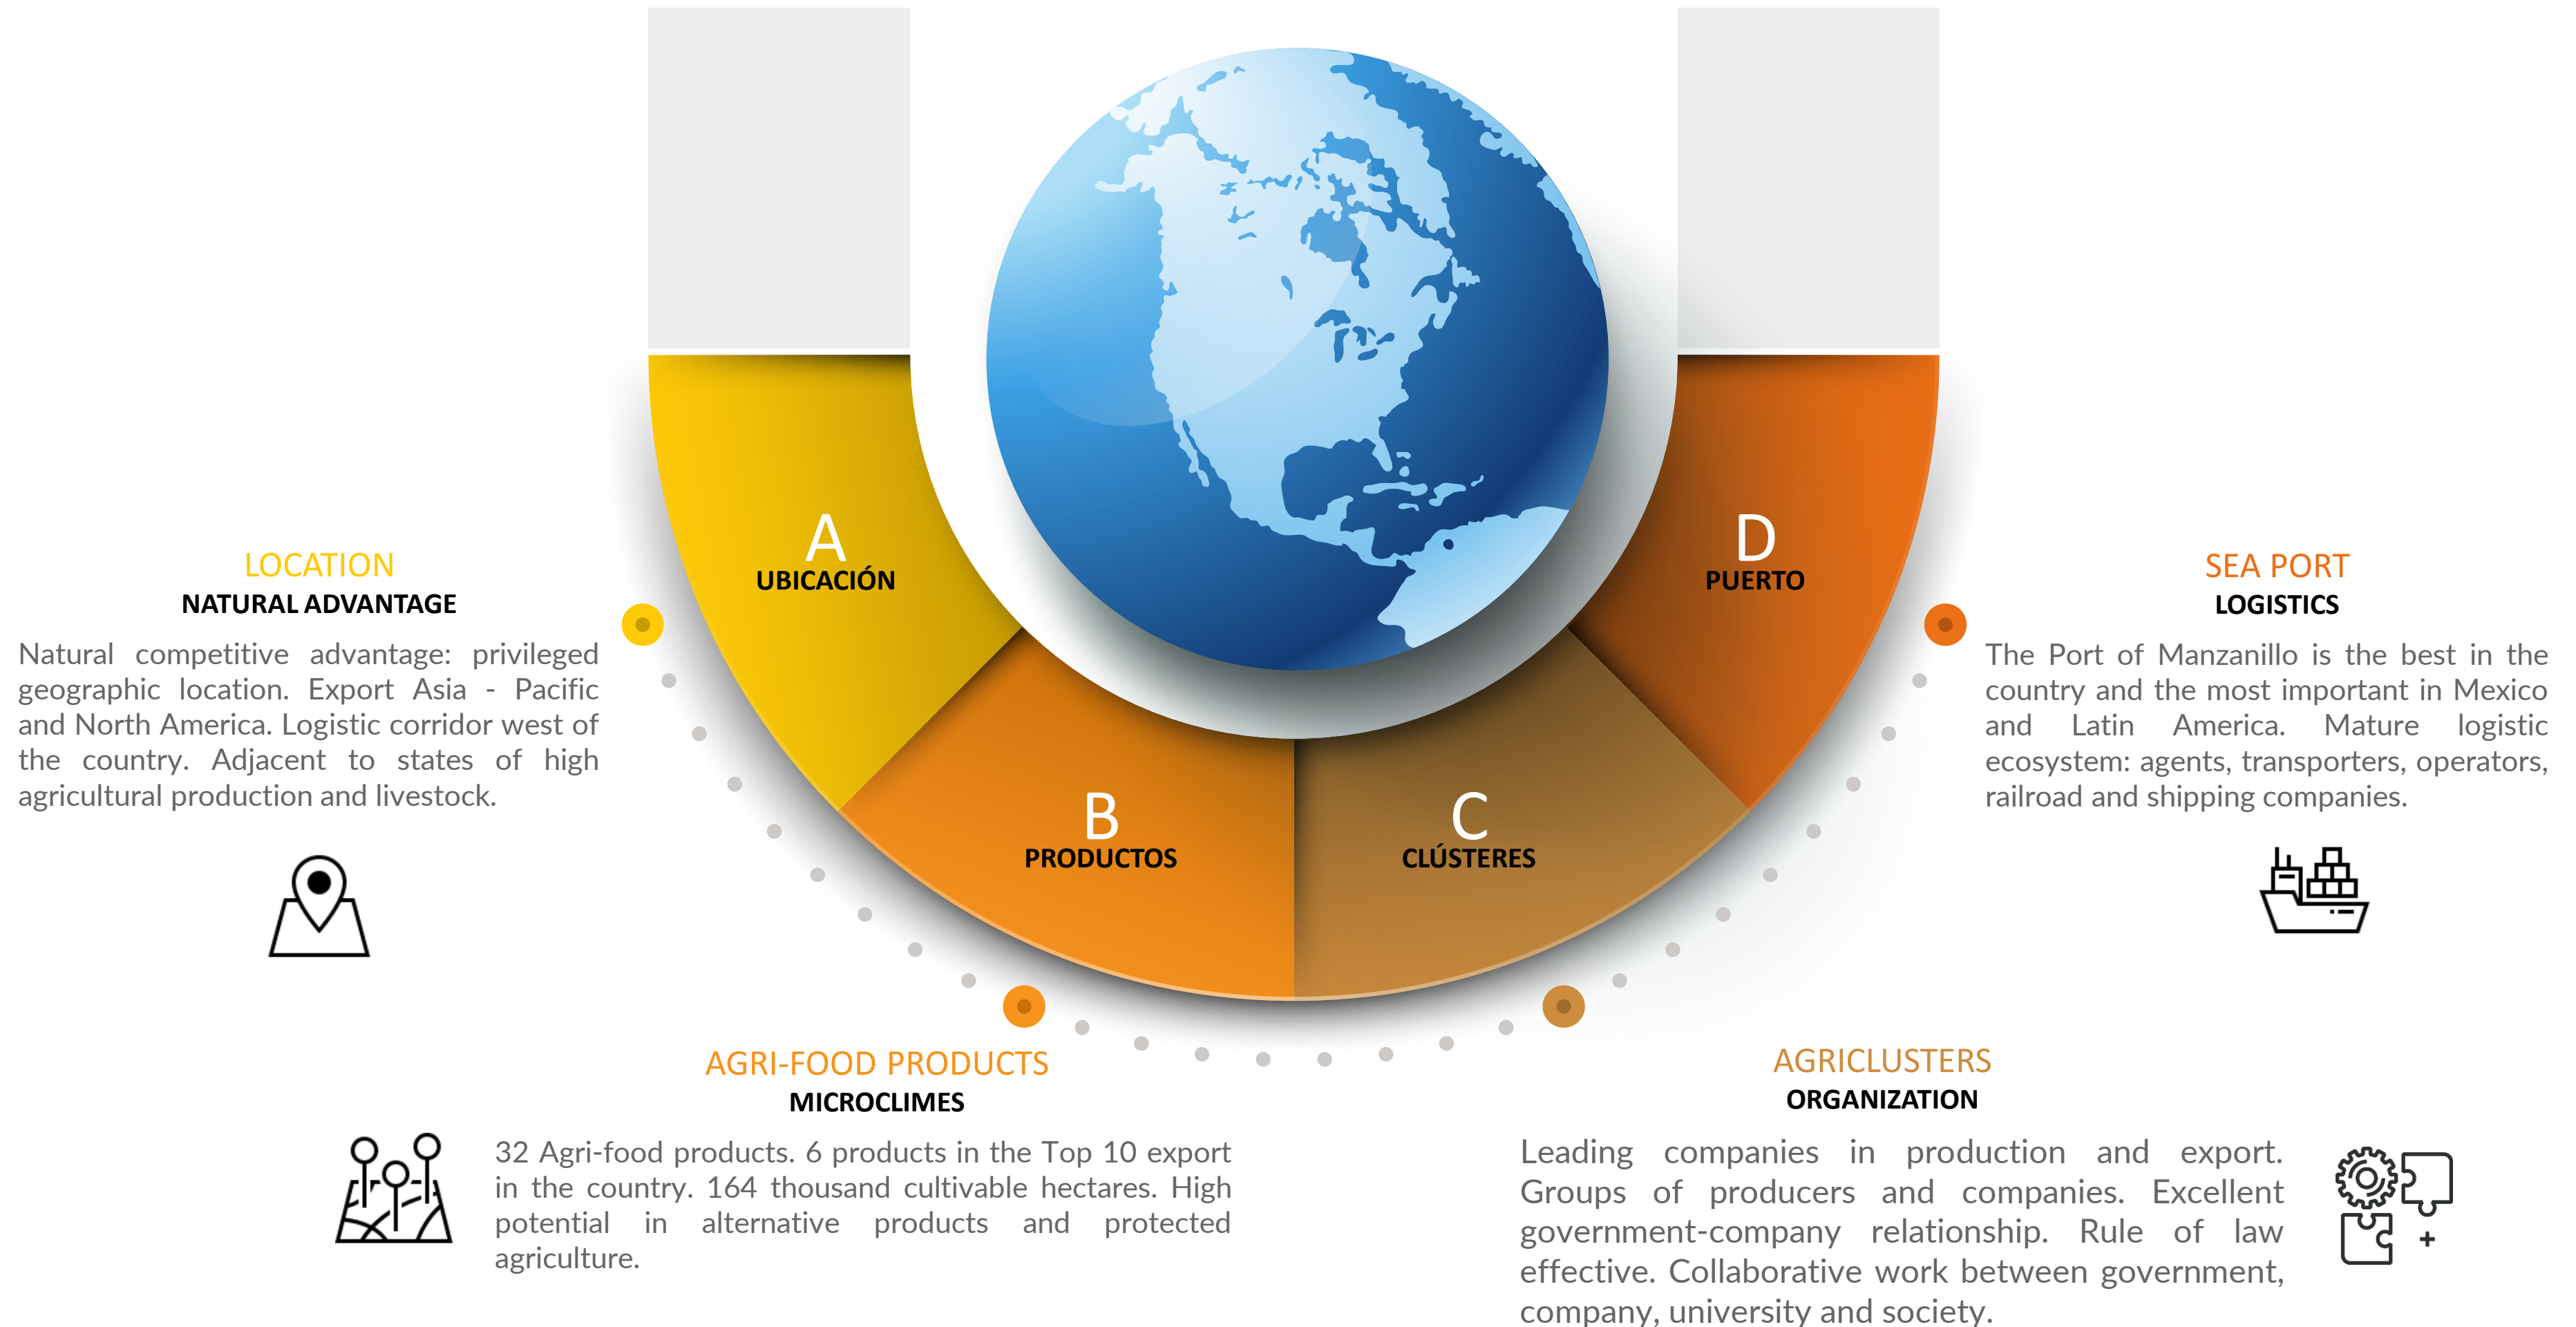 A
UBICACIÓN
B
PRODUCTOS
C
CLÚSTERES
D
PUERTO
LOCATION
NATURAL ADVANTAGE
Natural competitive advantage: privileged
geographic location. Export Asia - Pacific
and North America. Logistic corridor west of
the country. Adjacent to states of high
agricultural production and livestock.
AGRI-FOOD PRODUCTS
MICROCLIMES
32 Agri-food products. 6 products in the Top 10 export
in the country. 164 thousand cultivable hectares. High
potential in alternative products and protected
agriculture.
AGRICLUSTERS
ORGANIZATION
Leading companies in production and export.
Groups of producers and companies. Excellent
government-company relationship. Rule of law
effective. Collaborative work between government,
company, university and society.
SEA PORT
LOGISTICS
The Port of Manzanillo is the best in the
country and the most important in Mexico
and Latin America. Mature logistic
ecosystem: agents, transporters, operators,
railroad and shipping companies.